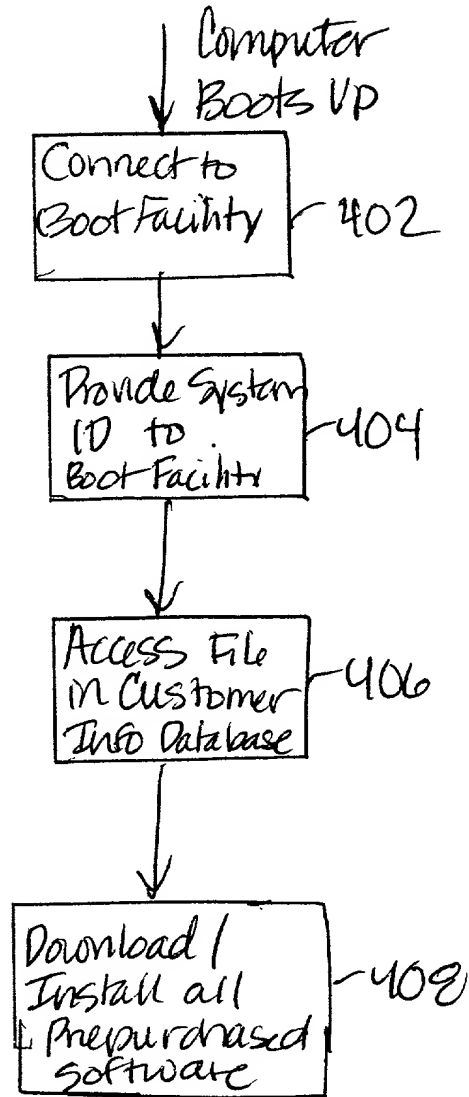 Computer
Boots Up
Connect to
Boot Facility
402
Provide System
ID to
Boot Facility
404
Access File
in Customer
Info Database
406
Download /
Install all
Prepurchased
software
408